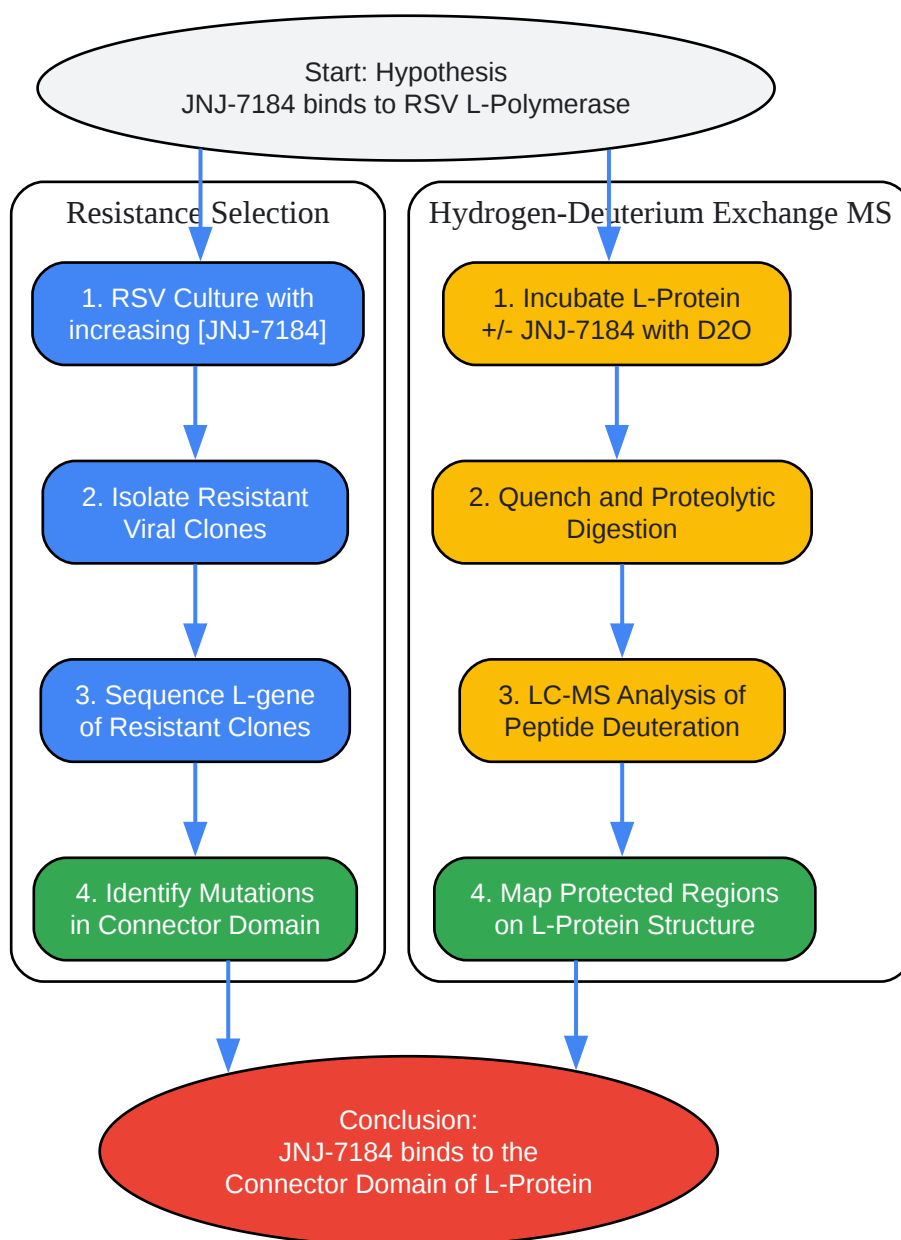 Start: Hypothesis
JNJ-7184 binds to RSV L-Polymerase
Resistance Selection
1. RSV Culture with
increasing [JNJ-7184]
2. Isolate Resistant
Viral Clones
3. Sequence L-gene
of Resistant Clones
4. Identify Mutations
in Connector Domain
Hydrogen-Deuterium Exchange MS
1. Incubate L-Protein
+/- JNJ-7184 with D2O
2. Quench and Proteolytic
Digestion
3. LC-MS Analysis of
Peptide Deuteration
4. Map Protected Regions
on L-Protein Structure
Conclusion:
JNJ-7184 binds to the
Connector Domain of L-Protein